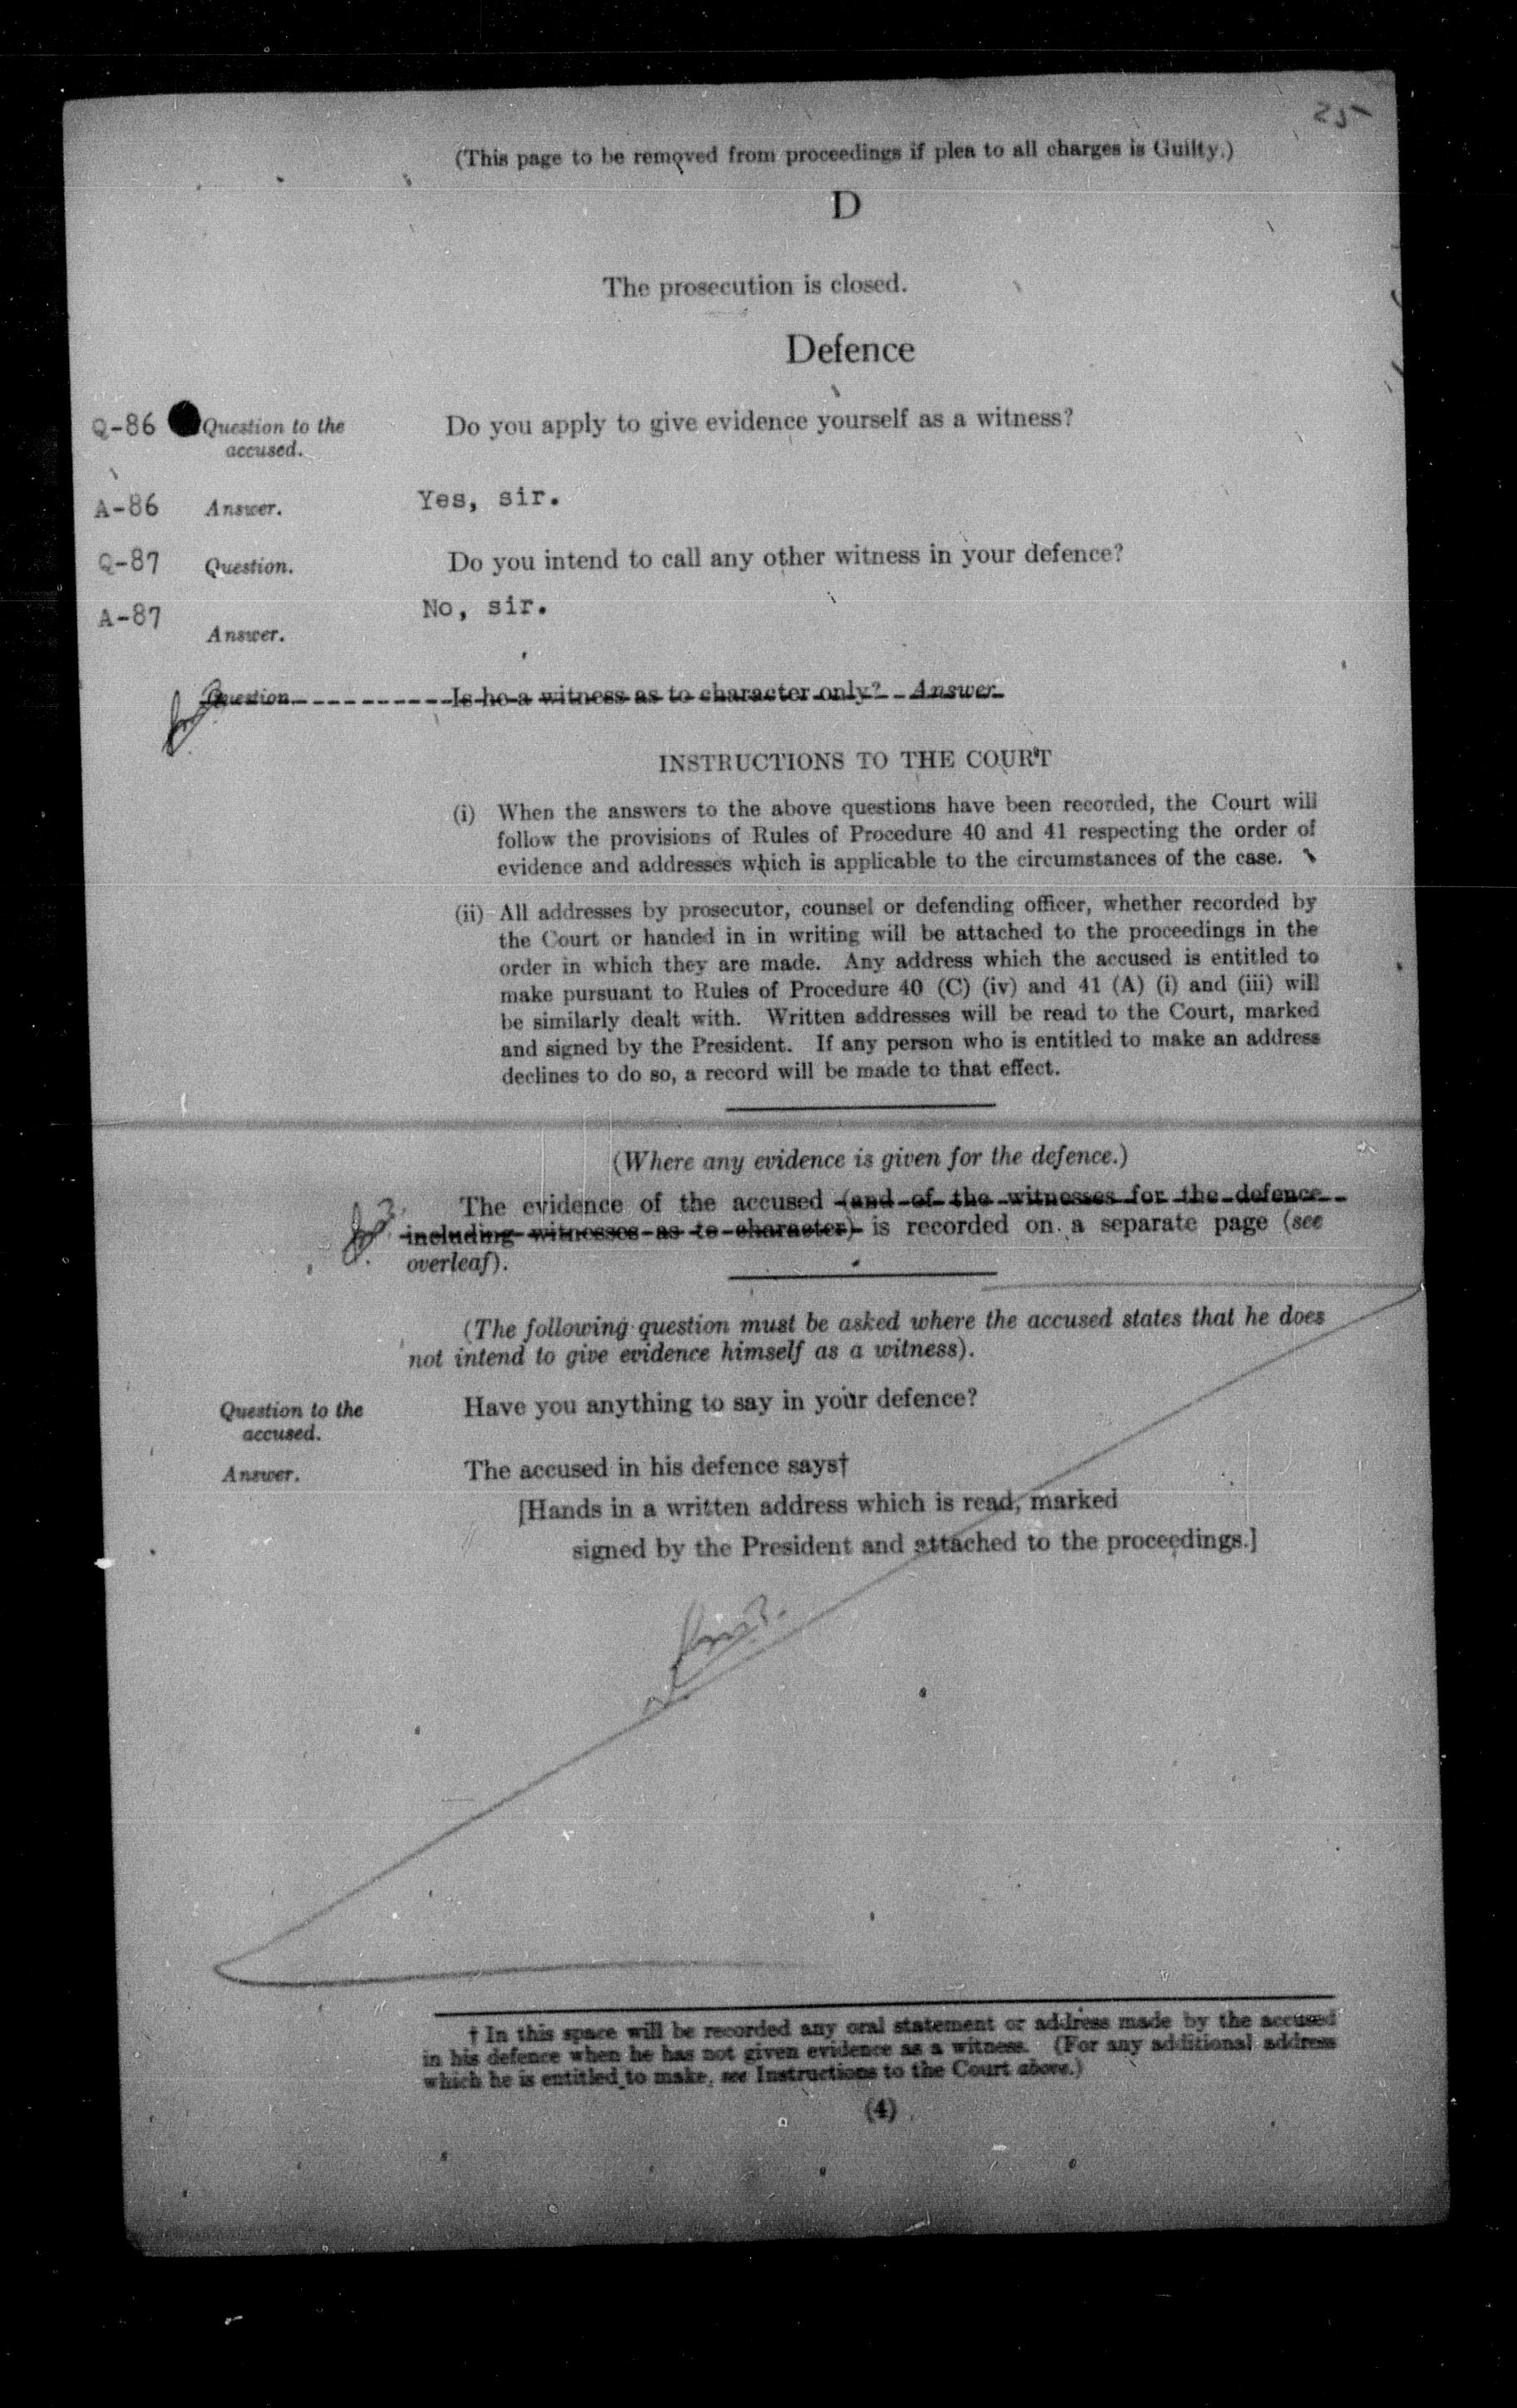 25
(This page to be removed from proceedings if plea to all charges is Guilty.)
D
The prosecution is closed.
Defence
Q-86 Question to the accused. Do you apply to give evidence yourself as a witness?
A-86 Answer. Yes, sir.
Q-87 Question. Do you intend to call any other witness in your defence?
A-87 Answer. No, sir.
Question Is he a witness as to character only? Answer.
INSTRUCTIONS TO THE COURT
(i) When the answers to the above questions have been recorded, the Court will
follow the provisions of Rules of Procedure 40 and 41 respecting the order of
evidence and addresses which is applicable to the circumstances of the case.
(ii) All addresses by prosecutor, counsel or defending officer, whether recorded by
the Court or handed in in writing will be attached to the proceedings in the
order in which they are made. Any address which the accused is entitled to
make pursuant to Rules of Procedure 40 (C) (iv) and 41 (A) (i) and (iii) will
be similarly dealt with. Written addresses will be read to the Court, marked
and signed by the President. If any person who is entitled to make an address
declines to do so, a record will be made to that effect.
(Where any evidence is given for the defence.)
The evidence of the accused (and of the witnesses for the defence
including witnesses as to character) is recorded on a separate page (see
overleaf).
(The following question must be asked where the accused states that he does
not intend to give evidence himself as a witness).
Question to the accused. Have you anything to say in your defence?
Answer. The accused in his defence says†
[Hands in a written address which is read, marked
signed by the President and attached to the proceedings.]
† In this space will be recorded any oral statement or address made by the accused
in his defence when he has not given evidence as a witness. (For any additional address
which he is entitled to make, see Instructions to the Court above.)
(4)